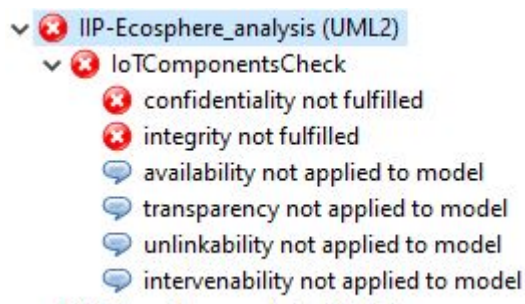 IIP-Ecosphere_analysis (UML2)
IoTComponentsCheck
confidentiality not fulfilled
integrity not fulfilled
availability not applied to model
transparency not applied to model
unlinkability not applied to model
intervenability not applied to model